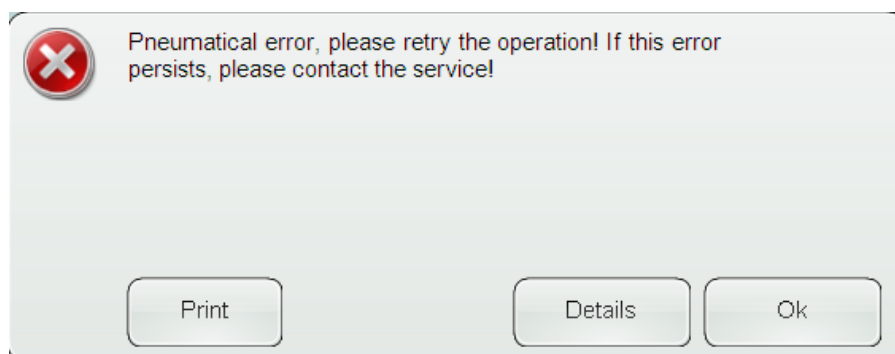 Pneumatical error, please retry the operation! If this error
persists, please contact the service!
Print
Details
Ok